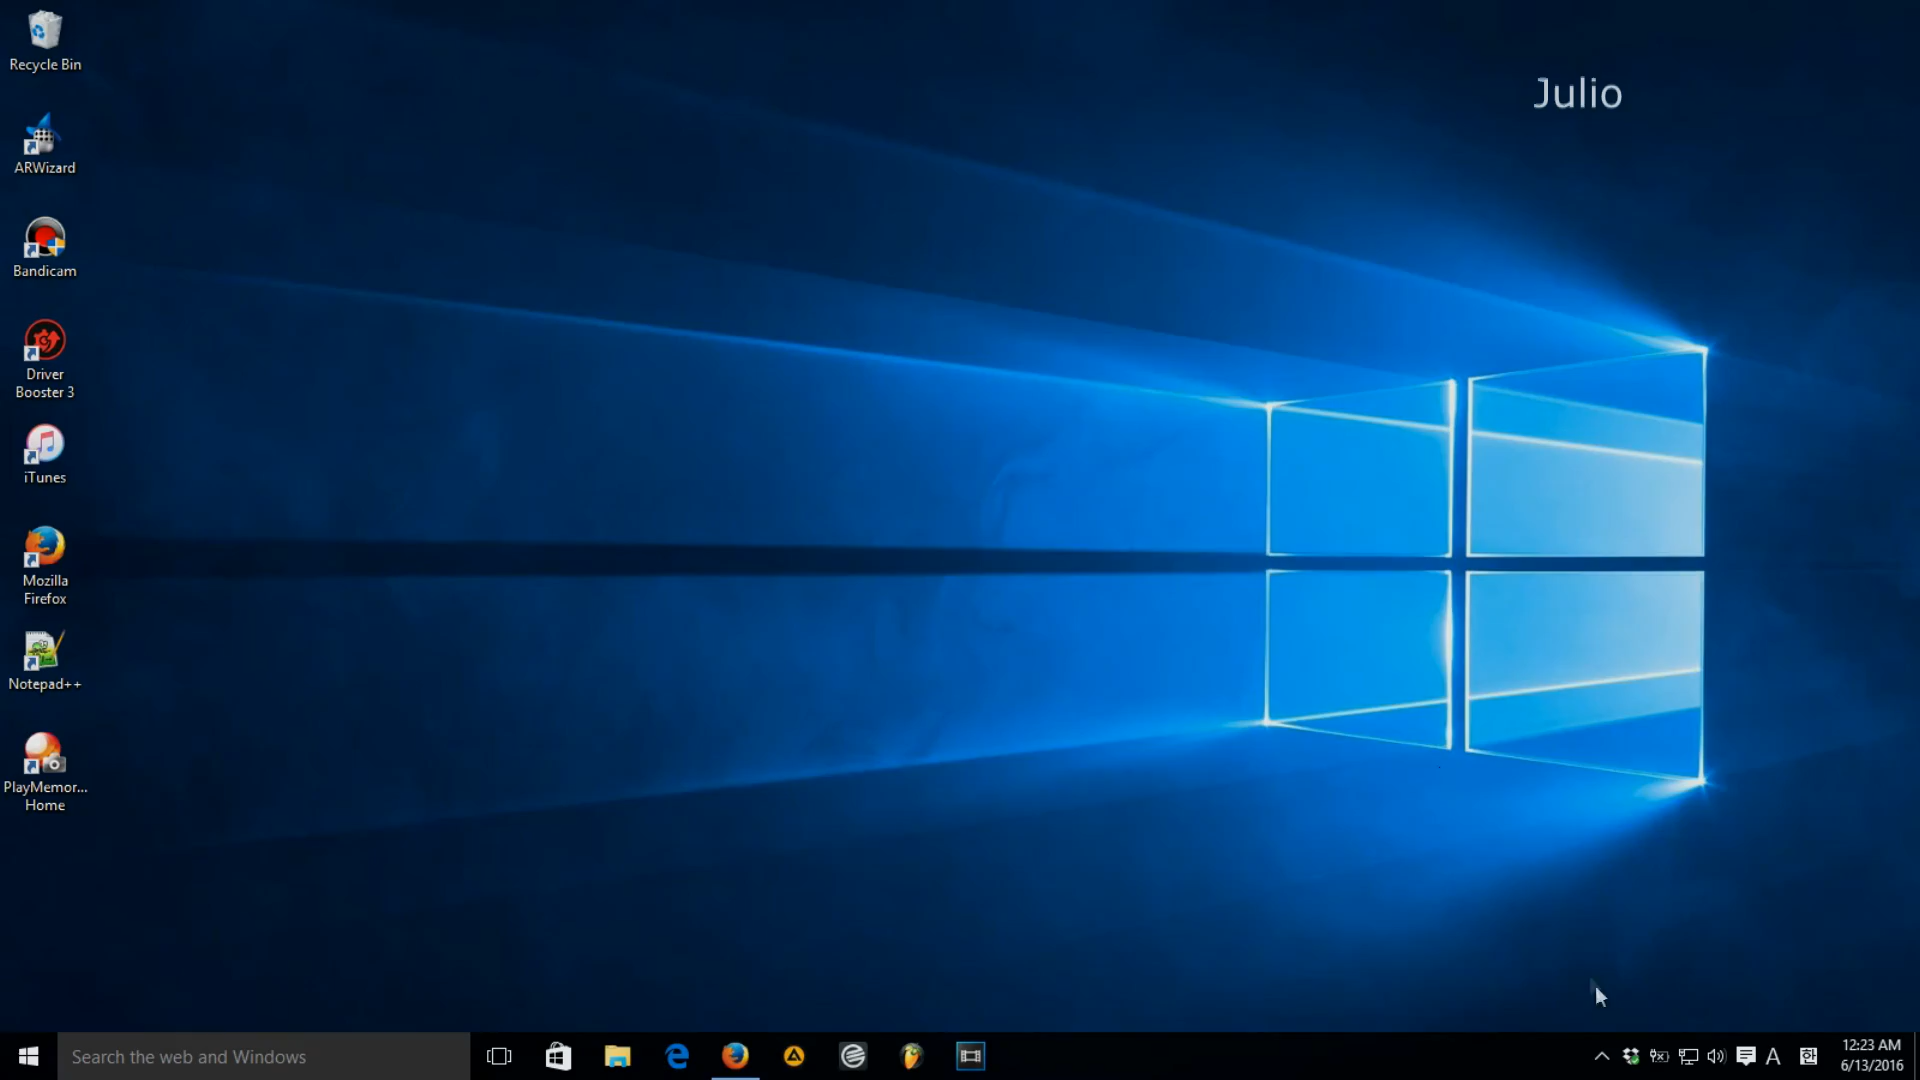 Recycle Bin
Julio
ARWizard
Bandicam
Driver
Booster 3
iTunes
Mozilla
Firefox
Notepad++
PlayMemor...
Home
Search the web and Windows
A
한
12:23 AM
6/13/2016